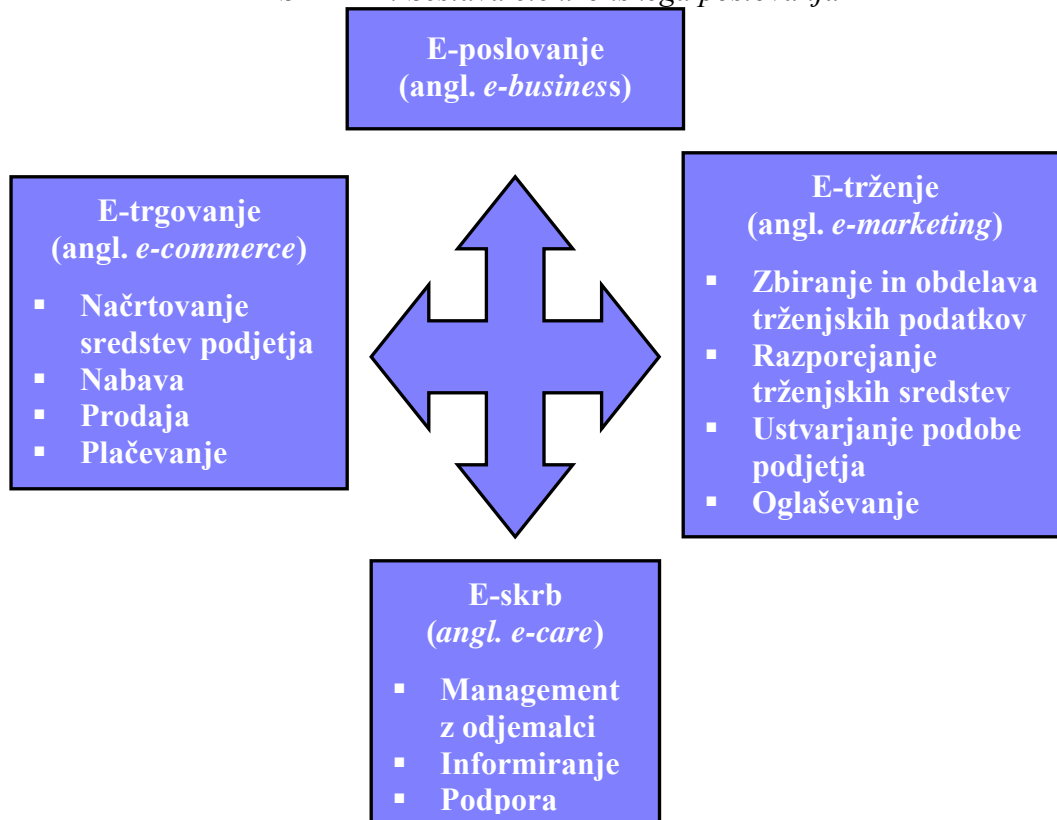 E-poslovanje
(angl. e-business)
E-trgovanje
(angl. e-commerce)
▪ Načrtovanje
sredstev podjetja
▪ Nabava
▪ Prodaja
▪ Plačevanje
E-trženje
(angl. e-marketing)
▪ Zbiranje in obdelava
trženjskih podatkov
▪ Razporejanje
trženjskih sredstev
▪ Ustvarjanje podobe
podjetja
▪ Oglaševanje
E-skrb
(angl. e-care)
▪ Management
z odjemalci
▪ Informiranje
▪ Podpora